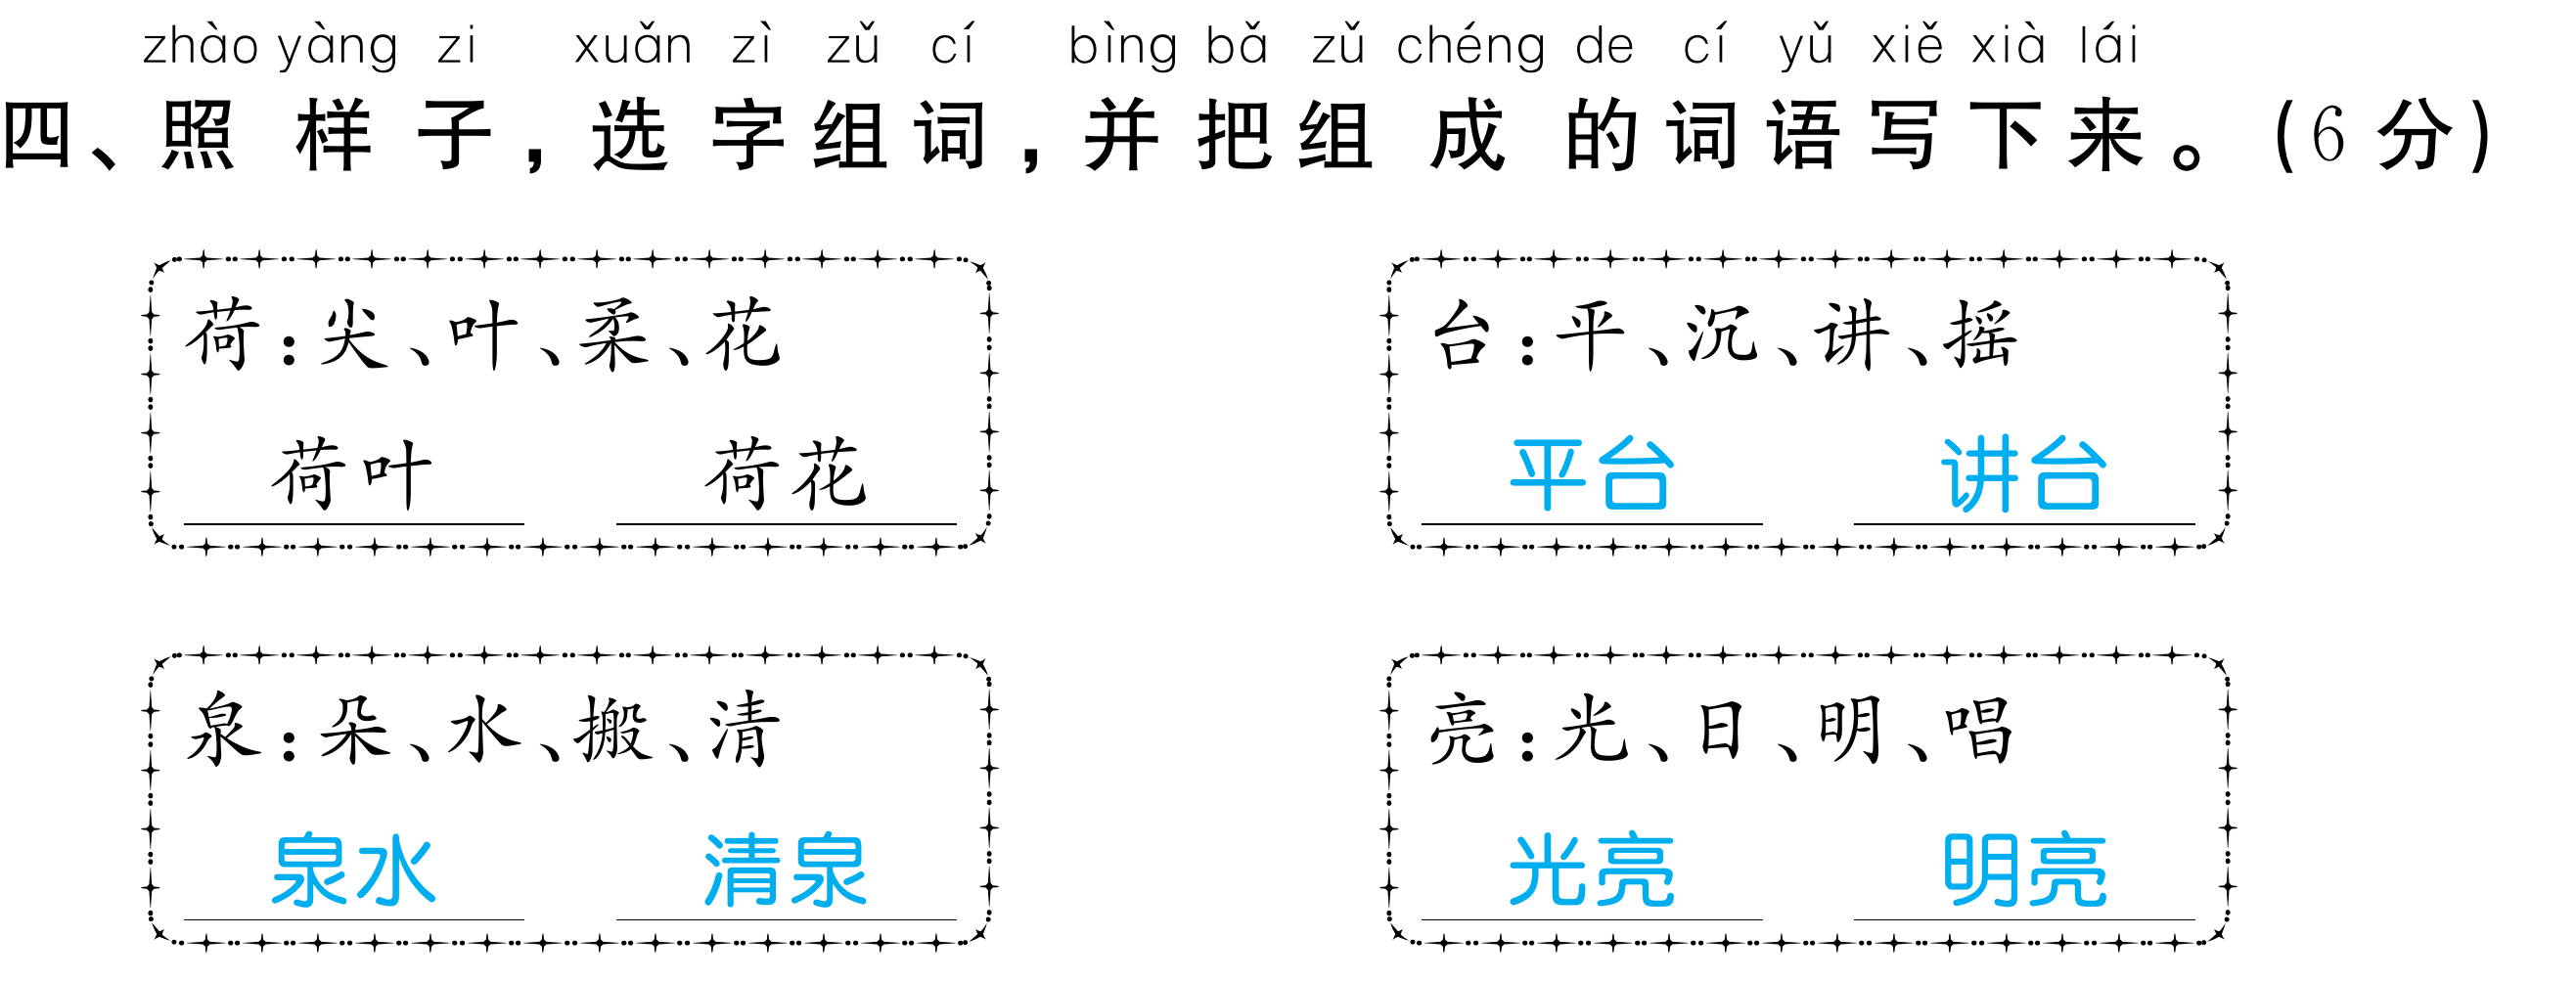 zhào yàng zi xuǎn zì zǔ cí bìng bǎ zǔ chéng de cí yǔ xiě xià lái
四、照样子,选字组词,并把组成的词语写下来。(6分)
荷:尖、叶、柔、花
荷叶 荷花
台:平、沉、讲、摇
平台 讲台
泉:朵、水、搬、清
泉水 清泉
亮:光、日、明、唱
光亮 明亮